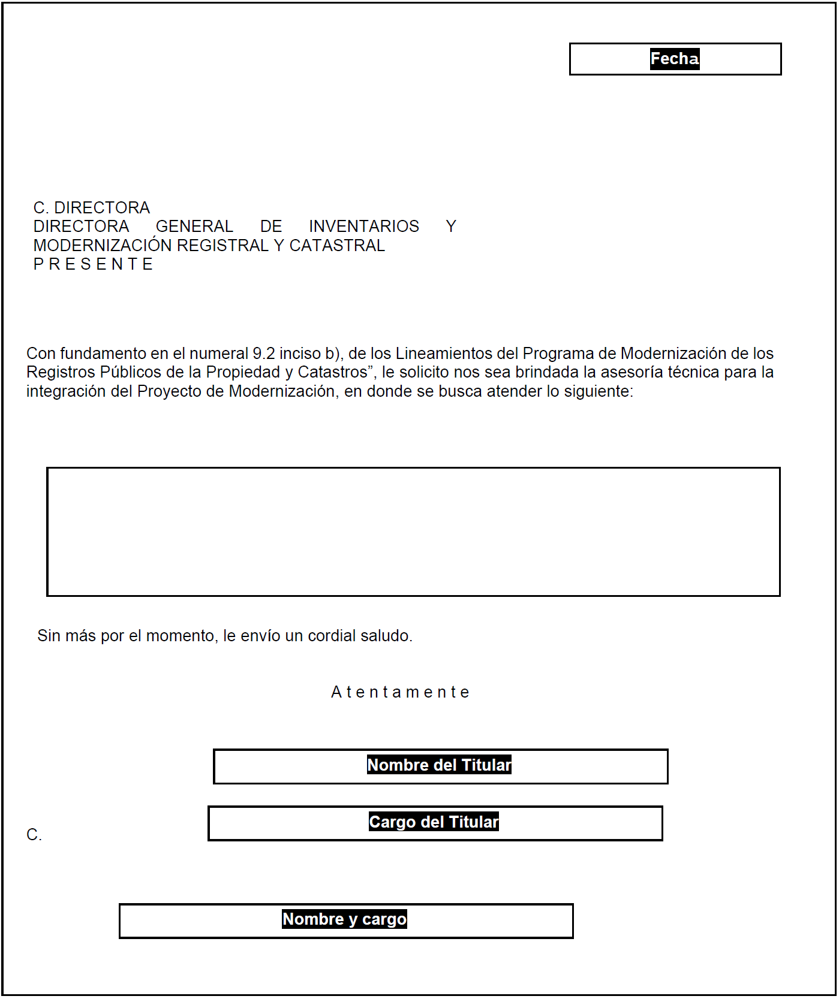 Fecha
C. DIRECTORA
DIRECTORA GENERAL DE INVENTARIOS Y
MODERNIZACIÓN REGISTRAL Y CATASTRAL
P R E S E N T E
Con fundamento en el numeral 9.2 inciso b), de los Lineamientos del Programa de Modernización de los
Registros Públicos de la Propiedad y Catastros”, le solicito nos sea brindada la asesoría técnica para la
integración del Proyecto de Modernización, en donde se busca atender lo siguiente:
Sin más por el momento, le envío un cordial saludo.
A t e n t a m e n t e
Nombre del Titular
Cargo del Titular
C.
Nombre y cargo